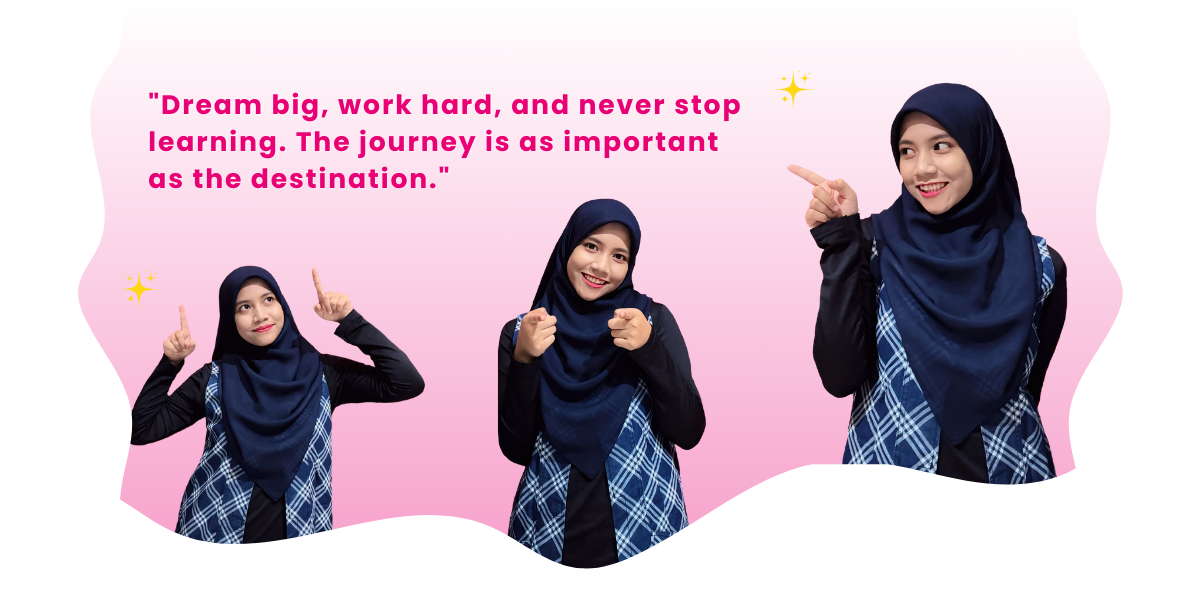 "Dream big, work hard, and never stop
learning. The journey is as important
as the destination."